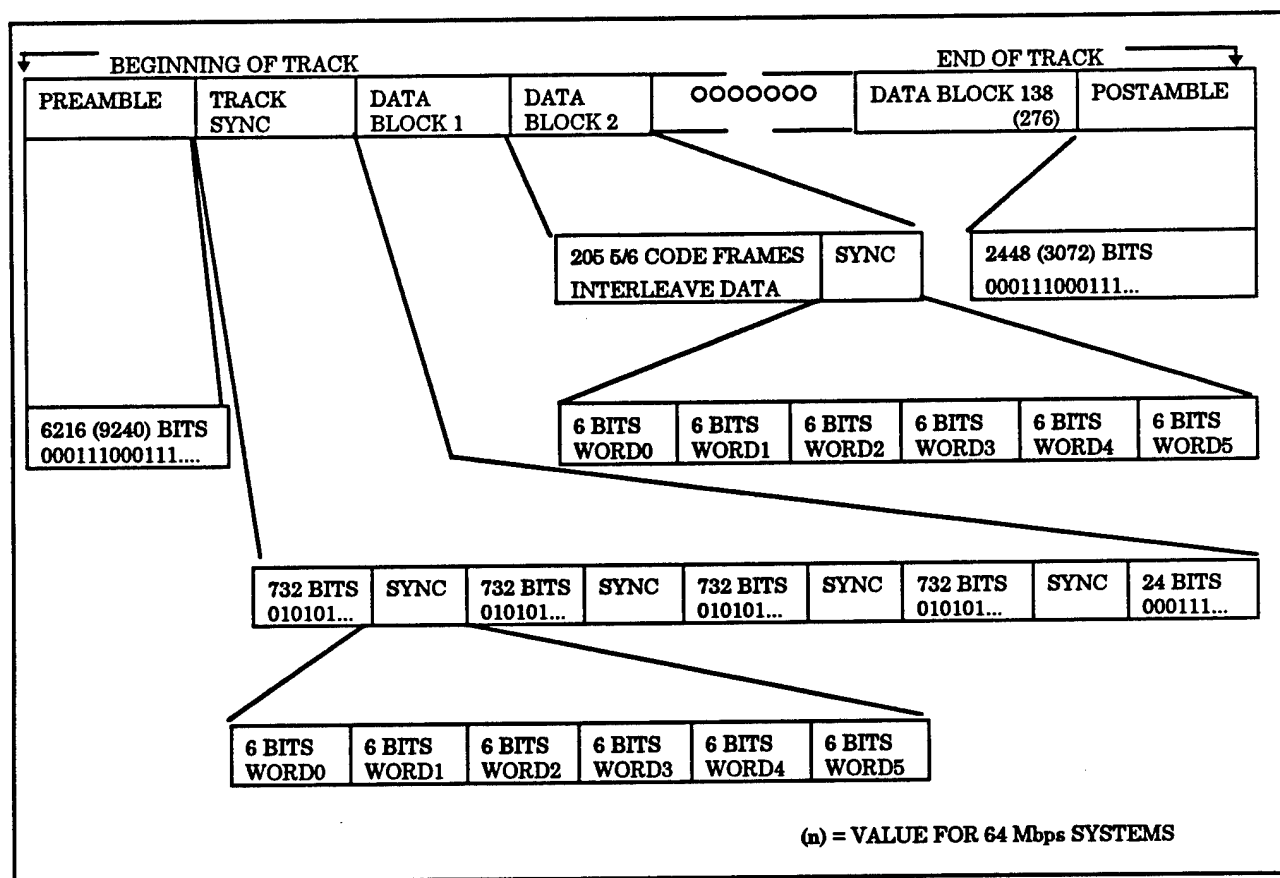 BEGINNING OF TRACK
END OF TRACK
PREAMBLE
TRACK
SYNC
DATA
BLOCK 1
DATA
BLOCK 2
OOOOOOO
DATA BLOCK 138
(276)
POSTAMBLE
205 5/6 CODE FRAMES
INTERLEAVE DATA
SYNC
2448 (3072) BITS
000111000111...
6216 (9240) BITS
000111000111....
6 BITS
WORD0
6 BITS
WORD1
6 BITS
WORD2
6 BITS
WORD3
6 BITS
WORD4
6 BITS
WORD5
732 BITS
010101...
SYNC
732 BITS
010101...
SYNC
732 BITS
010101...
SYNC
732 BITS
010101...
SYNC
24 BITS
000111...
6 BITS
WORD0
6 BITS
WORD1
6 BITS
WORD2
6 BITS
WORD3
6 BITS
WORD4
6 BITS
WORD5
(n) = VALUE FOR 64 Mbps SYSTEMS